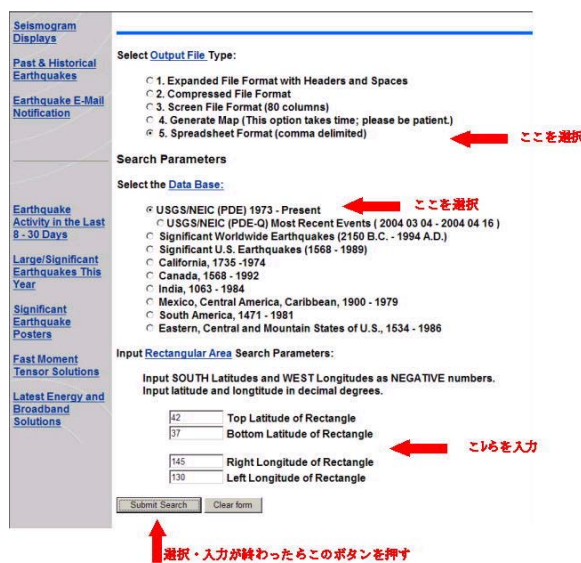 Seismogram
Displays
Past & Historical
Earthquakes
Earthquake E-Mail
Notification
Earthquake
Activity in the Last
8 - 30 Days
Large/Significant
Earthquakes This
Year
Significant
Earthquake
Posters
Fast Moment
Tensor Solutions
Latest Energy and
Broadband
Solutions
Select Output File Type:
1. Expanded File Format with Headers and Spaces
2. Compressed File Format
3. Screen File Format (80 columns)
4. Generate Map (This option takes time; please be patient.)
5. Spreadsheet Format (comma delimited)
ここを選択
Search Parameters
Select the Data Base:
ここを選択
USGS/NEIC (PDE) 1973 - Present
USGS/NEIC (PDE-Q) Most Recent Events ( 2004 03 04 - 2004 04 16 )
Significant Worldwide Earthquakes (2150 B.C. - 1994 A.D.)
Significant U.S. Earthquakes (1568 - 1989)
California, 1735 -1974
Canada, 1568 - 1992
India, 1063 - 1984
Mexico, Central America, Caribbean, 1900 - 1979
South America, 1471 - 1981
Eastern, Central and Mountain States of U.S., 1534 - 1986
Input Rectangular Area Search Parameters:
Input SOUTH Latitudes and WEST Longitudes as NEGATIVE numbers.
Input latitude and longtitude in decimal degrees.
42 Top Latitude of Rectangle
37 Bottom Latitude of Rectangle
これらを入力
145 Right Longitude of Rectangle
130 Left Longitude of Rectangle
Submit Search Clear form
選択・入力が終わったらこのボタンを押す